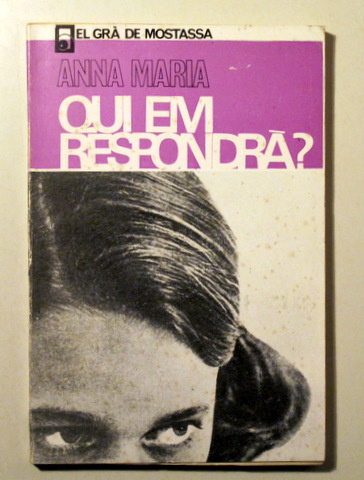 EL GRÀ DE MOSTASSA
ANNA MARIA
QUI EM
RESPONDRÀ?